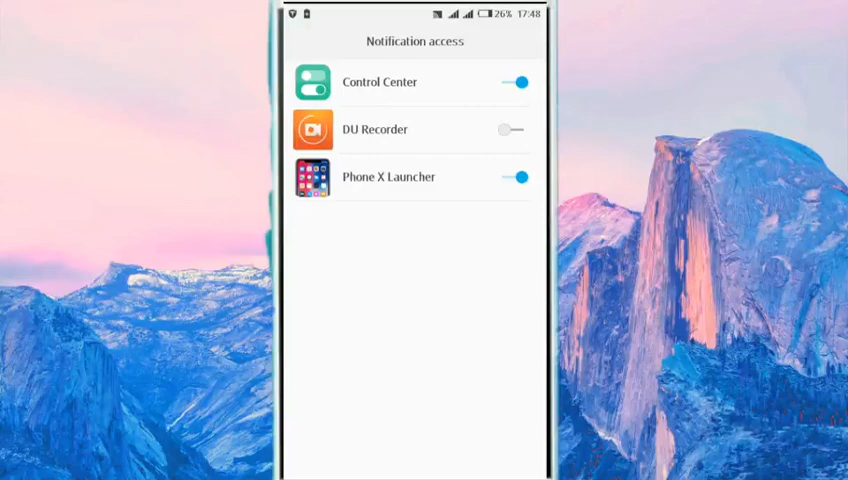 26% 17:48
Notification access
Control Center
DU Recorder
Phone X Launcher